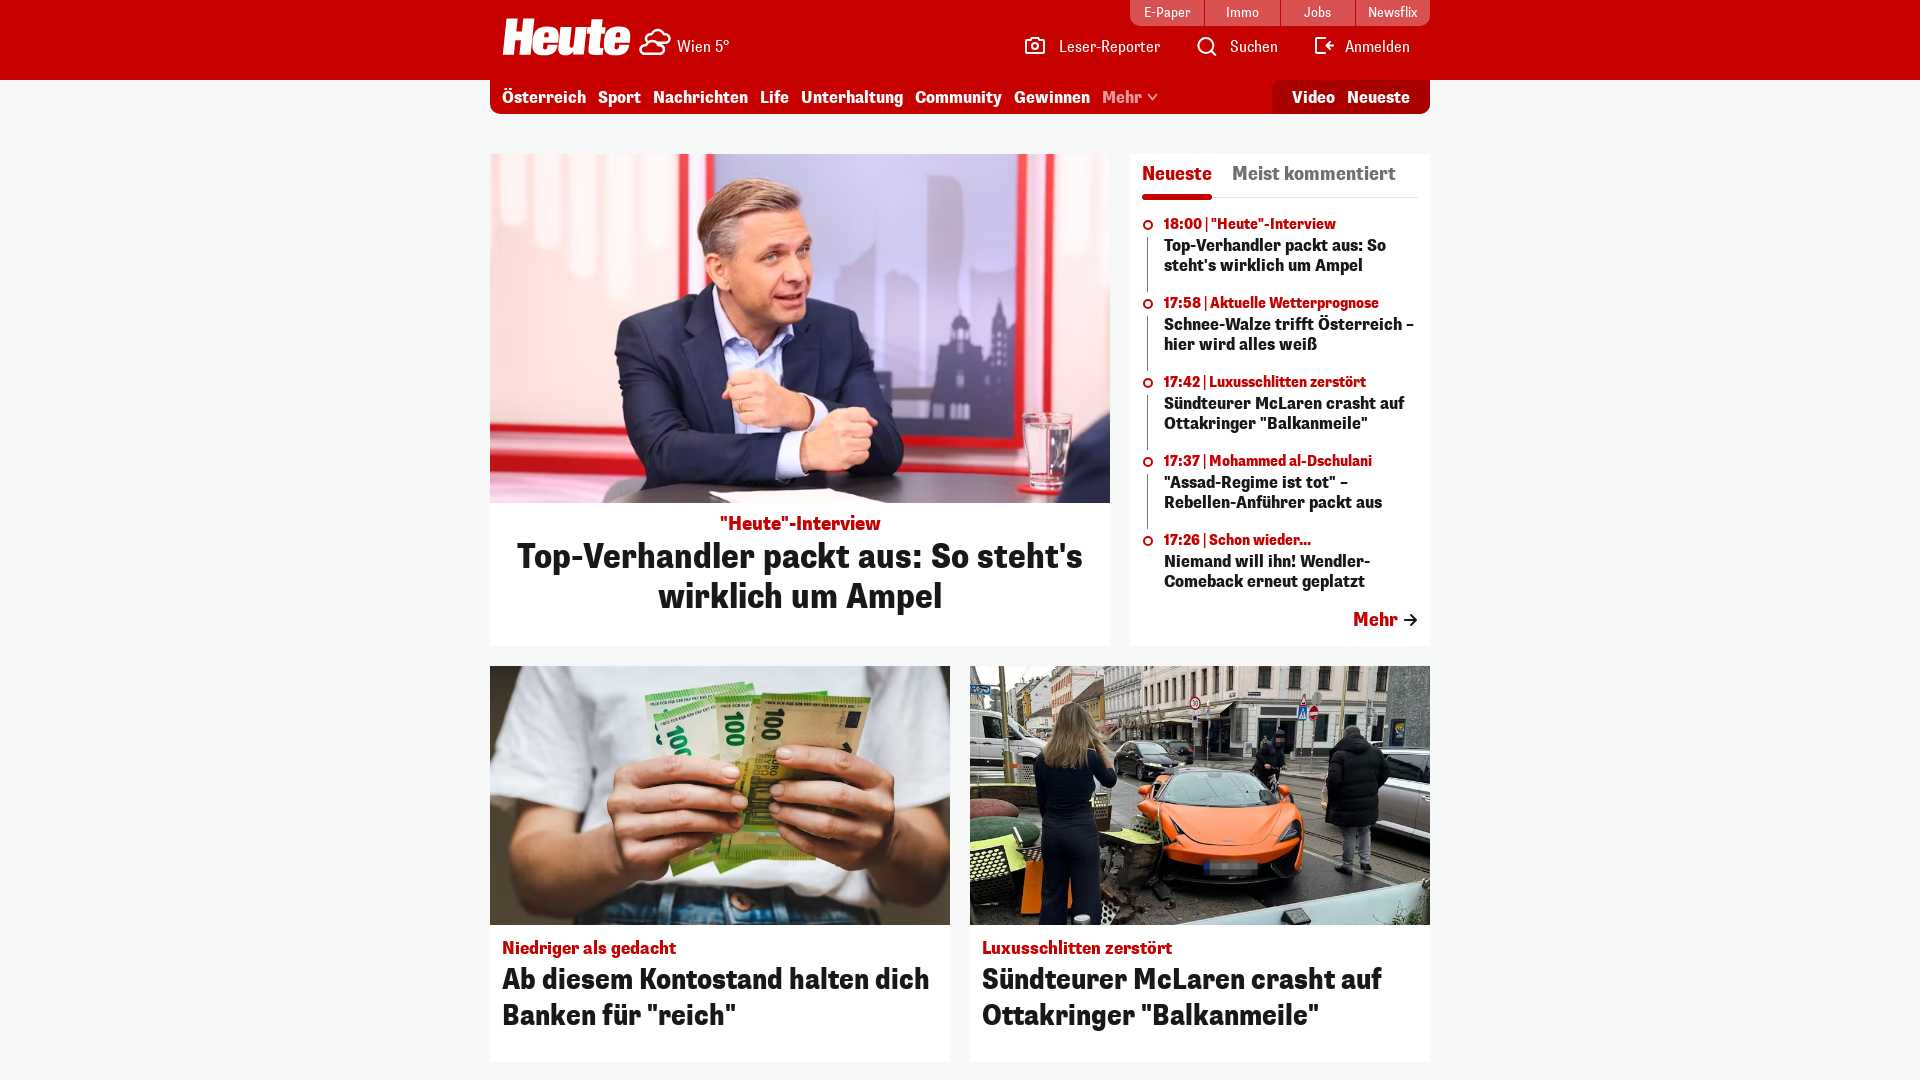 E-Paper
Immo
Jobs
Newsflix
Heute
Wien 5°
Leser-Reporter
Suchen
Anmelden
Österreich
Sport
Nachrichten
Life
Unterhaltung
Community
Gewinnen
Mehr
Video
Neueste
"Heute"-Interview
Top-Verhandler packt aus: So steht's
wirklich um Ampel
Neueste
Meist kommentiert
18:00 | "Heute"-Interview
Top-Verhandler packt aus: So
steht's wirklich um Ampel
17:58 | Aktuelle Wetterprognose
Schnee-Walze trifft Österreich –
hier wird alles weiß
17:42 | Luxusschlitten zerstört
Sündteurer McLaren crasht auf
Ottakringer "Balkanmeile"
17:37 | Mohammed al-Dschulani
"Assad-Regime ist tot" –
Rebellen-Anführer packt aus
17:26 | Schon wieder...
Niemand will ihn! Wendler-
Comeback erneut geplatzt
Mehr
100
100
100
Niedriger als gedacht
Ab diesem Kontostand halten dich
Banken für "reich"
Luxusschlitten zerstört
Sündteurer McLaren crasht auf
Ottakringer "Balkanmeile"